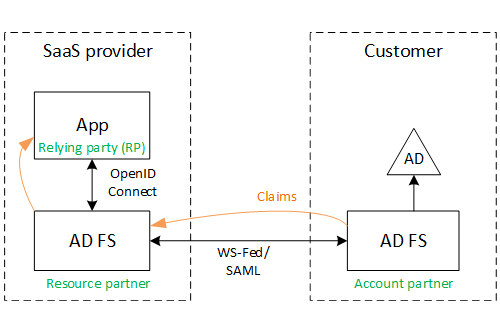 SaaS provider
Customer
App
Relying party (RP)
AD
OpenID
Connect
Claims
AD FS
AD FS
WS-Fed/
SAML
Resource partner
Account partner